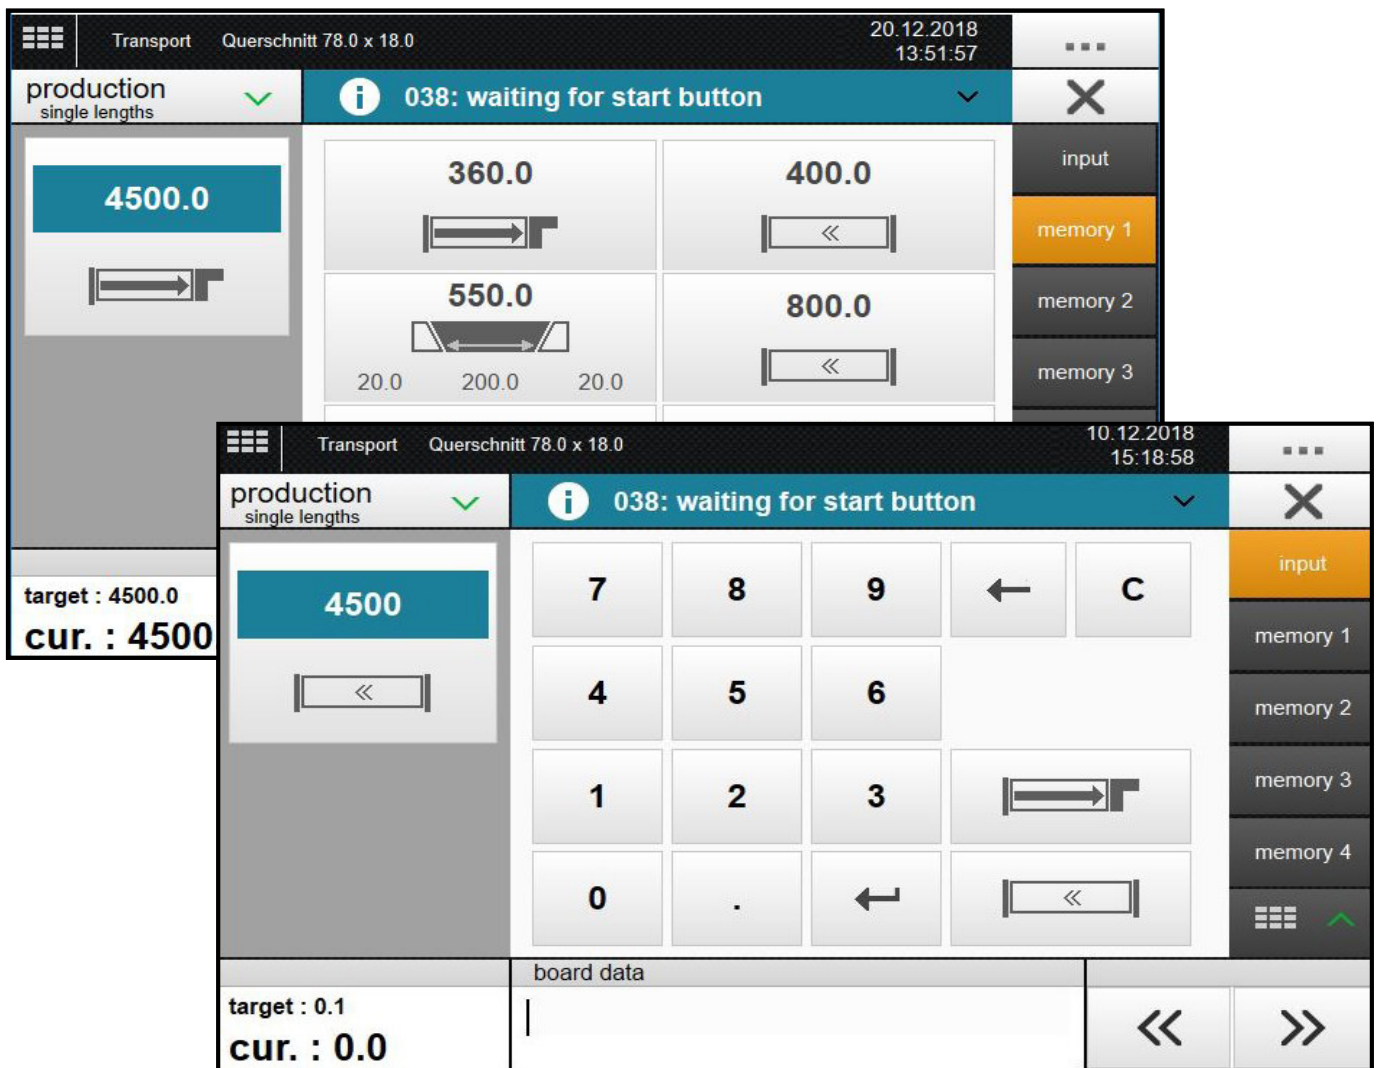 Transport Querschnitt 78.0 x 18.0 20.12.2018
13:51:57
production
single lengths
038: waiting for start button
4500.0
360.0
400.0
550.0
20.0 200.0 20.0
800.0
input
memory 1
memory 2
memory 3
target : 4500.0
cur. : 4500
Transport Querschnitt 78.0 x 18.0 10.12.2018
15:18:58
production
single lengths
038: waiting for start button
4500
7 8 9 C
4 5 6
1 2 3
0 .
input
memory 1
memory 2
memory 3
memory 4
board data
target : 0.1
cur. : 0.0